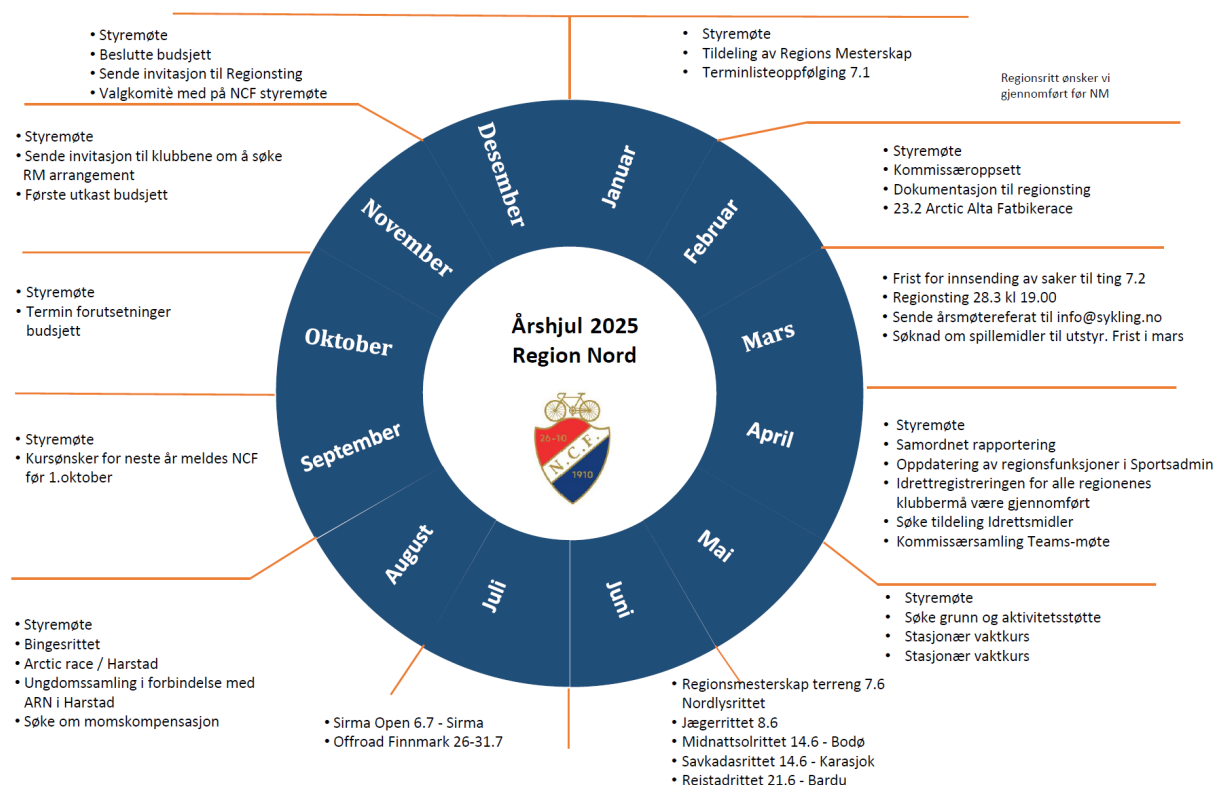 • Styremøte
• Beslutte budsjett
• Sende invitasjon til Regionsting
• Valgkomitè med på NCF styremøte
• Styremøte
• Tildeling av Regions Mesterskap
• Terminlisteoppfølging 7.1
Regionsritt ønsker vi
gjennomført før NM
• Styremøte
• Sende invitasjon til klubbene om å søke
RM arrangement
• Første utkast budsjett
• Styremøte
• Kommissæroppsett
• Dokumentasjon til regionsting
• 23.2 Arctic Alta Fatbikerace
• Styremøte
• Termin forutsetninger
budsjett
• Frist for innsending av saker til ting 7.2
• Regionsting 28.3 kl 19.00
• Sende årsmøtereferat til info@sykling.no
• Søknad om spillemidler til utstyr. Frist i mars
• Styremøte
• Kursønsker for neste år meldes NCF
før 1.oktober
• Styremøte
• Samordnet rapportering
• Oppdatering av regionsfunksjoner i Sportsadmin
• Idrettregistreringen for alle regionenes
klubbermå være gjennomført
• Søke tildeling Idrettsmidler
• Kommissærsamling Teams-møte
• Styremøte
• Søke grunn og aktivitetsstøtte
• Stasjonær vaktkurs
• Stasjonær vaktkurs
• Styremøte
• Bingesrittet
• Arctic race / Harstad
• Ungdomssamling i forbindelse med
ARN i Harstad
• Søke om momskompensasjon
• Sirma Open 6.7 - Sirma
• Offroad Finnmark 26-31.7
• Regionsmesterskap terreng 7.6
Nordlysrittet
• Jægerrittet 8.6
• Midnattsolrittet 14.6 - Bodø
• Savkadasrittet 14.6 - Karasjok
• Reistadrittet 21.6 - Bardu
Januar
Februar
Mars
April
Mai
Juni
Juli
August
September
Oktober
November
Desember
Årshjul 2025
Region Nord
26-10
N.C.F.
1910